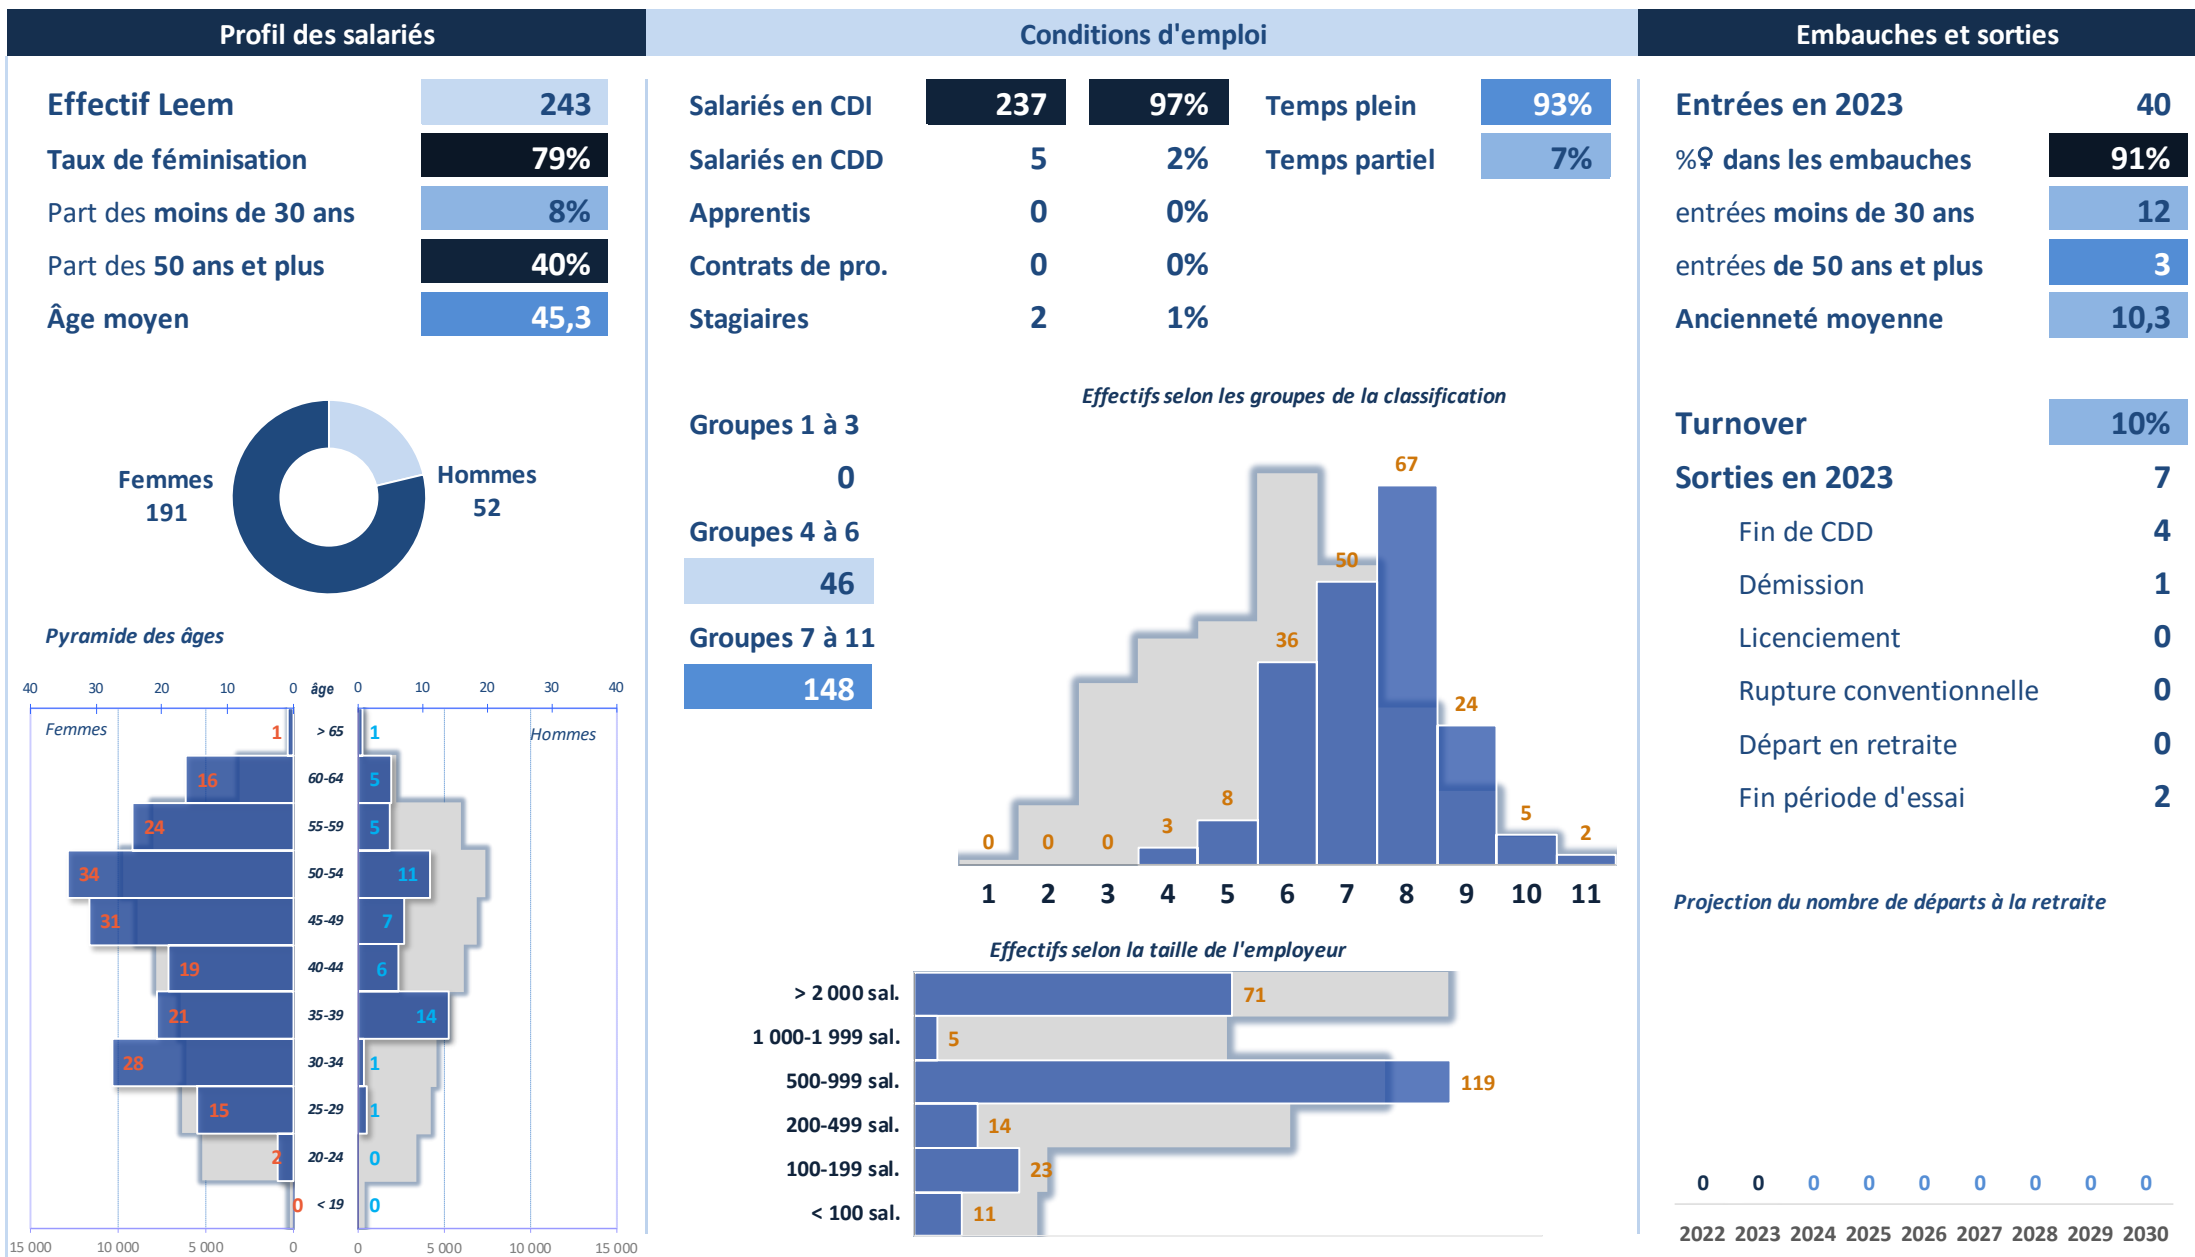 Profil des salariés
Effectif Leem 243
Taux de féminisation 79%
Part des moins de 30 ans 8%
Part des 50 ans et plus 40%
Âge moyen 45,3
Femmes
191
Hommes
52
Pyramide des âges
40 30 20 10 0 âge 0 10 20 30 40
Femmes
Hommes
1 > 65 1
16 60-64 5
24 55-59 5
34 50-54 11
31 45-49 7
19 40-44 6
21 35-39 14
28 30-34 1
15 25-29 1
2 20-24 0
0 < 19 0
15 000 10 000 5 000 0 0 5 000 10 000 15 000
Conditions d'emploi
Salariés en CDI 237 97% Temps plein 93%
Salariés en CDD 5 2% Temps partiel 7%
Apprentis 0 0%
Contrats de pro. 0 0%
Stagiaires 2 1%
Groupes 1 à 3
0
Groupes 4 à 6
46
Groupes 7 à 11
148
Effectifs selon les groupes de la classification
0 0 0 3 8 36 50 67 24 5 2
1 2 3 4 5 6 7 8 9 10 11
Effectifs selon la taille de l'employeur
> 2 000 sal. 71
1 000-1 999 sal. 5
500-999 sal. 119
200-499 sal. 14
100-199 sal. 23
< 100 sal. 11
Embauches et sorties
Entrées en 2023 40
%♀ dans les embauches 91%
entrées moins de 30 ans 12
entrées de 50 ans et plus 3
Ancienneté moyenne 10,3
Turnover 10%
Sorties en 2023 7
Fin de CDD 4
Démission 1
Licenciement 0
Rupture conventionnelle 0
Départ en retraite 0
Fin période d'essai 2
Projection du nombre de départs à la retraite
0 0 0 0 0 0 0 0 0
2022 2023 2024 2025 2026 2027 2028 2029 2030